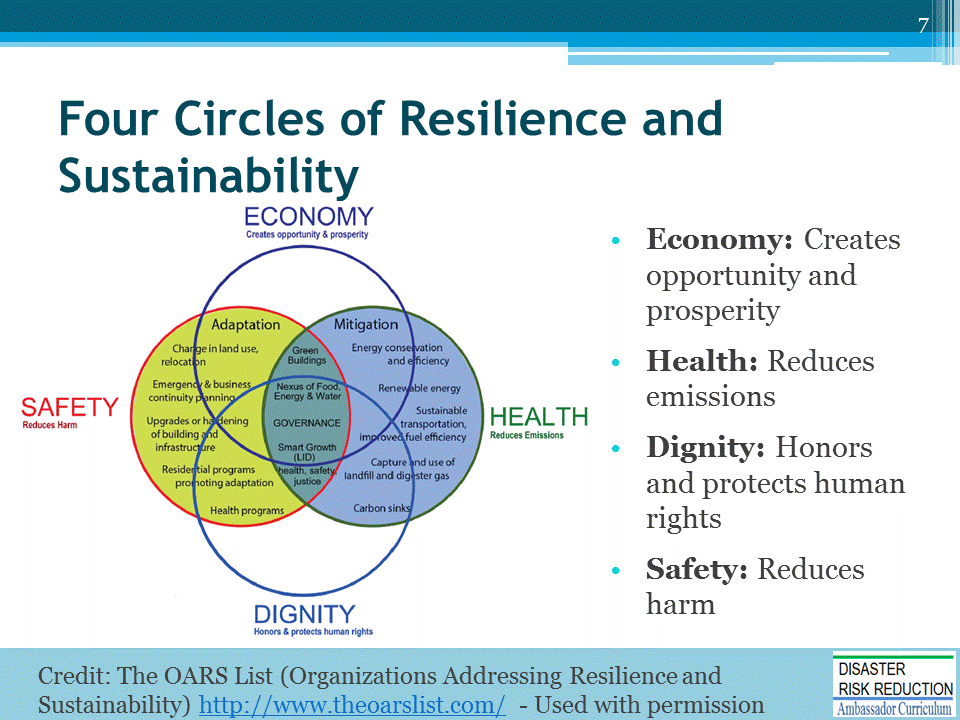 7
Four Circles of Resilience and
Sustainability
ECONOMY
Creates opportunity & prosperity
Adaptation
Mitigation
Change in land use,
relocation
Green
Buildings
Energy conservation
and efficiency
Emergency & business
continuity planning
Nexus of Food,
Energy & Water
Renewable energy
SAFETY
Reduces Harm
Upgrades or hardening
of building and
infrastructure
GOVERNANCE
Sustainable
transportation,
improved fuel efficiency
HEALTH
Reduces Emissions
Residential programs
promoting adaptation
Smart Growth
(LID)
health, safety,
justice
Capture and use of
landfill and digester gas
Health programs
Carbon sinks
DIGNITY
Honors & protects human rights
• Economy: Creates
opportunity and
prosperity
• Health: Reduces
emissions
• Dignity: Honors
and protects human
rights
• Safety: Reduces
harm
Credit: The OARS List (Organizations Addressing Resilience and
Sustainability) http://www.theoarslist.com/ - Used with permission
DISASTER
RISK REDUCTION
Ambassador Curriculum